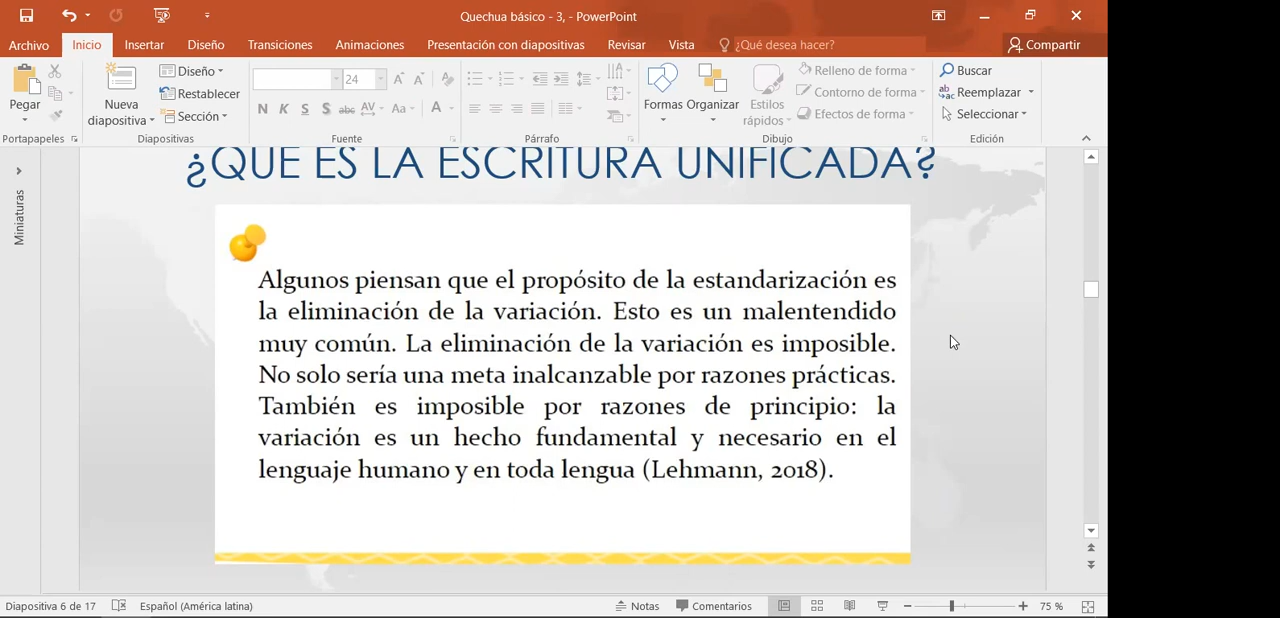 Quechua básico - 3, - PowerPoint
Archivo Inicio Insertar Diseño Transiciones Animaciones Presentación con diapositivas Revisar Vista ¿Qué desea hacer? Compartir
Pegar
Portapapeles
Nueva diapositiva
Diseño
Restablecer
Sección
Diapositivas
24
N K S S abc AV Aa A
Fuente
Párrafo
Formas Organizar Estilos rápidos
Relleno de forma
Contorno de forma
Efectos de forma
Dibujo
Buscar
Reemplazar
Seleccionar
Edición
Miniaturas
¿QUE ES LA ESCRITURA UNIFICADA?
Algunos piensan que el propósito de la estandarización es
la eliminación de la variación. Esto es un malentendido
muy común. La eliminación de la variación es imposible.
No solo sería una meta inalcanzable por razones prácticas.
También es imposible por razones de principio: la
variación es un hecho fundamental y necesario en el
lenguaje humano y en toda lengua (Lehmann, 2018).
Diapositiva 6 de 17 Español (América latina) Notas Comentarios 75 %